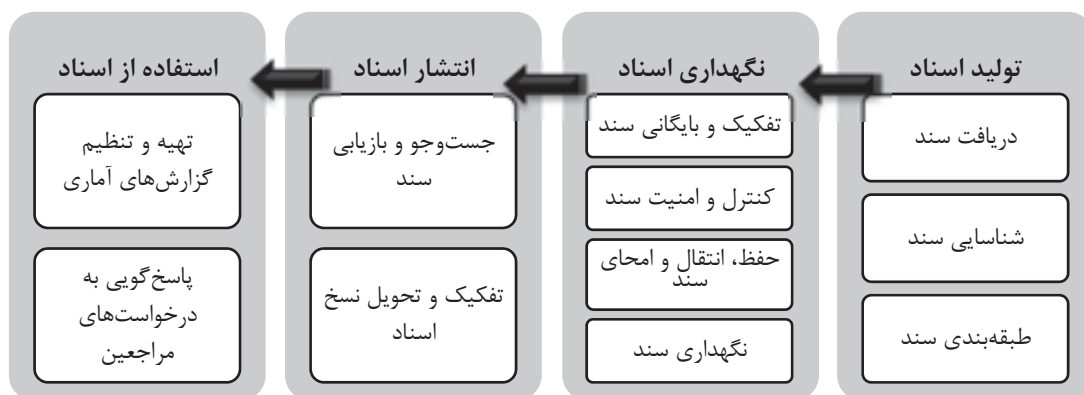 تولید اسناد
دریافت سند
شناسایی سند
طبقه‌بندی سند
نگهداری اسناد
تفکیک و بایگانی سند
کنترل و امنیت سند
حفظ، انتقال و امحای
سند
نگهداری سند
انتشار اسناد
جست‌وجو و بازیابی
سند
تفکیک و تحویل نسخ
اسناد
استفاده از اسناد
تهیه و تنظیم
گزارش‌های آماری
پاسخ‌گویی به
درخواست‌های
مراجعین